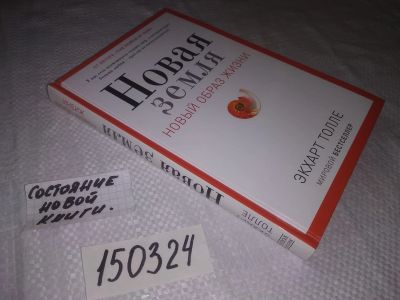 Новая
земля
НОВЫЙ ОБРАЗ ЖИЗНИ
ЭКХАРТ ТОЛЛЕ
МИРОВОЙ БЕСТСЕЛЛЕР
Новая земля
ТОЛЛЕ
СОСТОЯНИЕ
НОВОЙ
КНИГИ.
150324